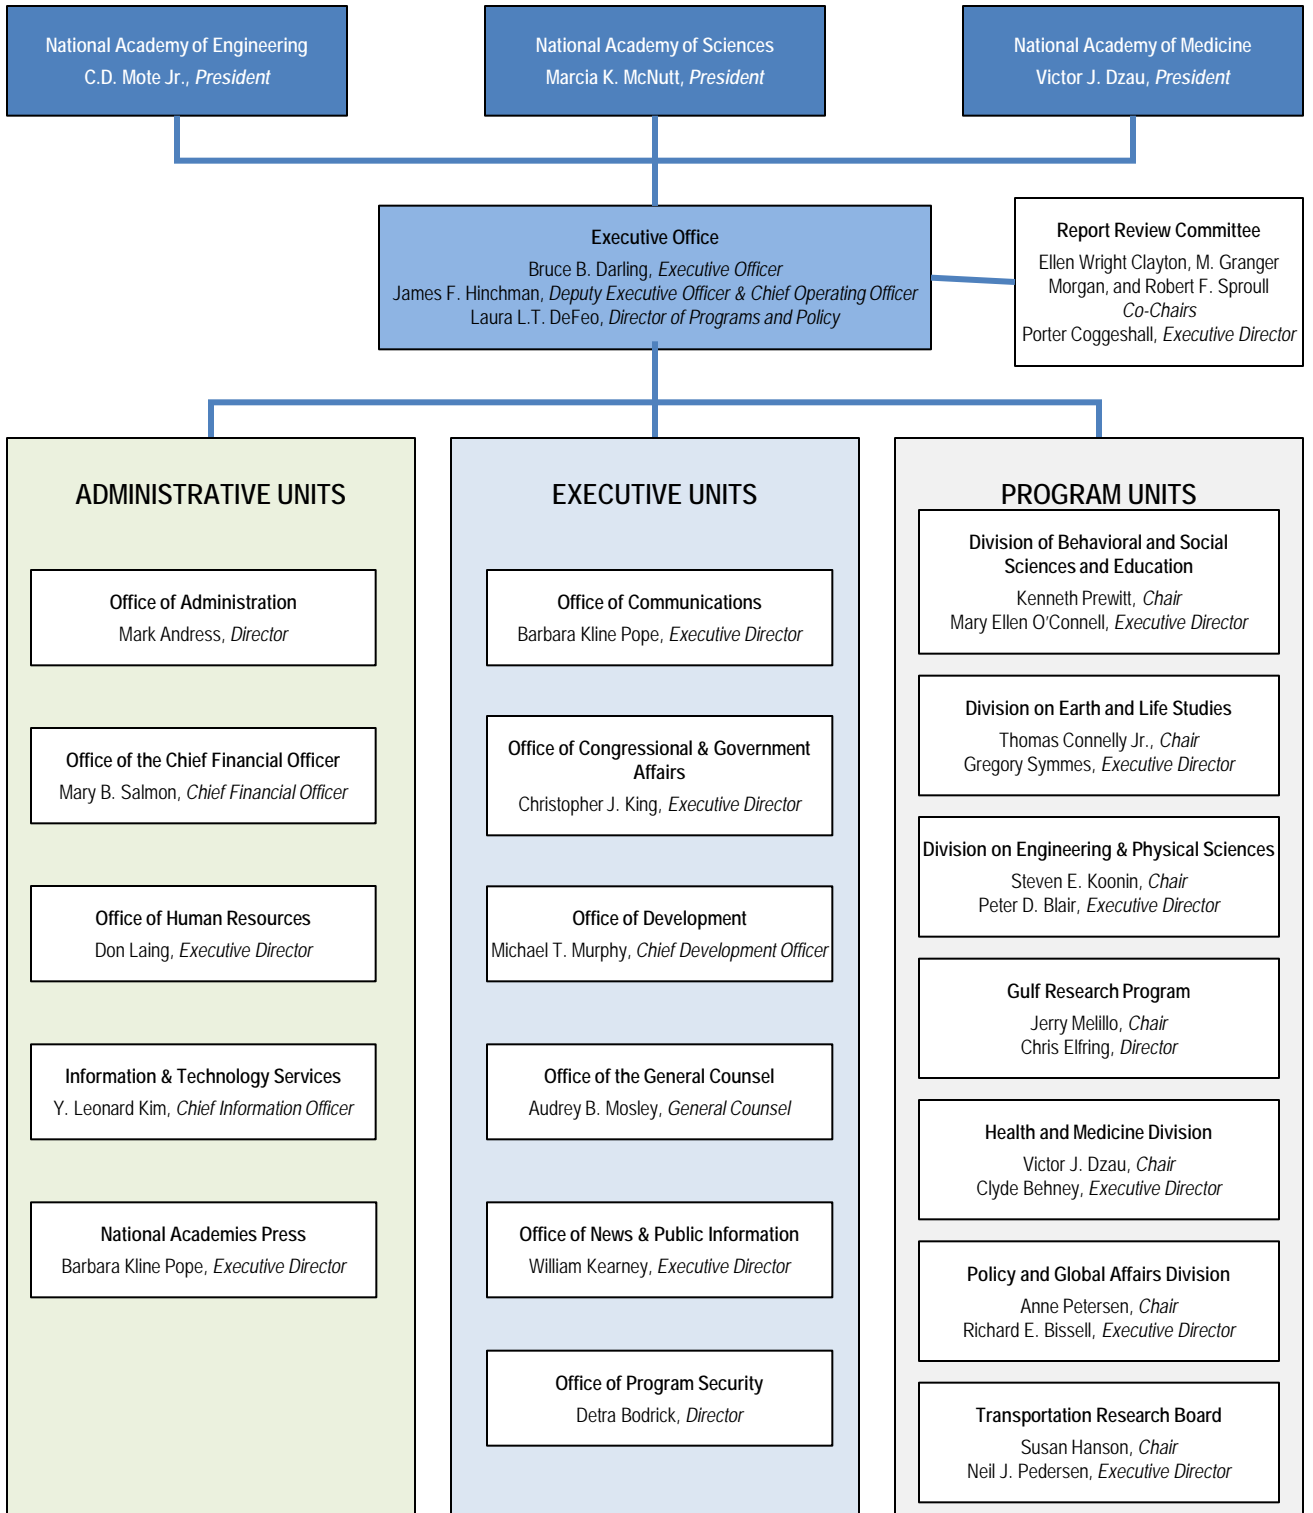 National Academy of Engineering
C.D. Mote Jr., President
National Academy of Sciences
Marcia K. McNutt, President
National Academy of Medicine
Victor J. Dzau, President
Executive Office
Bruce B. Darling, Executive Officer
James F. Hinchman, Deputy Executive Officer & Chief Operating Officer
Laura L.T. DeFeo, Director of Programs and Policy
Report Review Committee
Ellen Wright Clayton, M. Granger
Morgan, and Robert F. Sproull
Co-Chairs
Porter Coggeshall, Executive Director
ADMINISTRATIVE UNITS
Office of Administration
Mark Andress, Director
Office of the Chief Financial Officer
Mary B. Salmon, Chief Financial Officer
Office of Human Resources
Don Laing, Executive Director
Information & Technology Services
Y. Leonard Kim, Chief Information Officer
National Academies Press
Barbara Kline Pope, Executive Director
EXECUTIVE UNITS
Office of Communications
Barbara Kline Pope, Executive Director
Office of Congressional & Government
Affairs
Christopher J. King, Executive Director
Office of Development
Michael T. Murphy, Chief Development Officer
Office of the General Counsel
Audrey B. Mosley, General Counsel
Office of News & Public Information
William Kearney, Executive Director
Office of Program Security
Detra Bodrick, Director
PROGRAM UNITS
Division of Behavioral and Social
Sciences and Education
Kenneth Prewitt, Chair
Mary Ellen O'Connell, Executive Director
Division on Earth and Life Studies
Thomas Connelly Jr., Chair
Gregory Symmes, Executive Director
Division on Engineering & Physical Sciences
Steven E. Koonin, Chair
Peter D. Blair, Executive Director
Gulf Research Program
Jerry Melillo, Chair
Chris Elfring, Director
Health and Medicine Division
Victor J. Dzau, Chair
Clyde Behney, Executive Director
Policy and Global Affairs Division
Anne Petersen, Chair
Richard E. Bissell, Executive Director
Transportation Research Board
Susan Hanson, Chair
Neil J. Pedersen, Executive Director